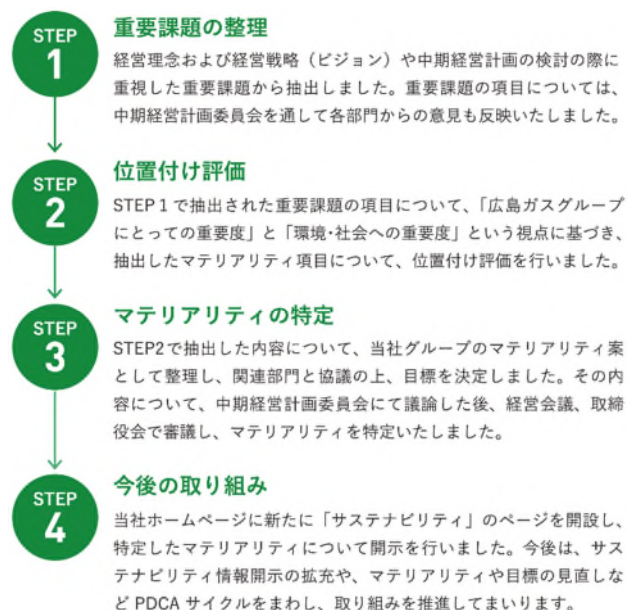 STEP
1
重要課題の整理
経営理念および経営戦略（ビジョン）や中期経営計画の検討の際に
重視した重要課題から抽出しました。重要課題の項目については、
中期経営計画委員会を通して各部門からの意見も反映いたしました。
STEP
2
位置付け評価
STEP 1 で抽出された重要課題の項目について、「広島ガスグループ
にとっての重要度」と「環境・社会への重要度」という視点に基づき、
抽出したマテリアリティ項目について、位置付け評価を行いました。
STEP
3
マテリアリティの特定
STEP2で抽出した内容について、当社グループのマテリアリティ案
として整理し、関連部門と協議の上、目標を決定しました。その内
容について、中期経営計画委員会にて議論した後、経営会議、取締
役会で審議し、マテリアリティを特定いたしました。
STEP
4
今後の取り組み
当社ホームページに新たに「サステナビリティ」のページを開設し、
特定したマテリアリティについて開示を行いました。今後は、サス
テナビリティ情報開示の拡充や、マテリアリティや目標の見直しな
ど PDCA サイクルをまわし、取り組みを推進してまいります。